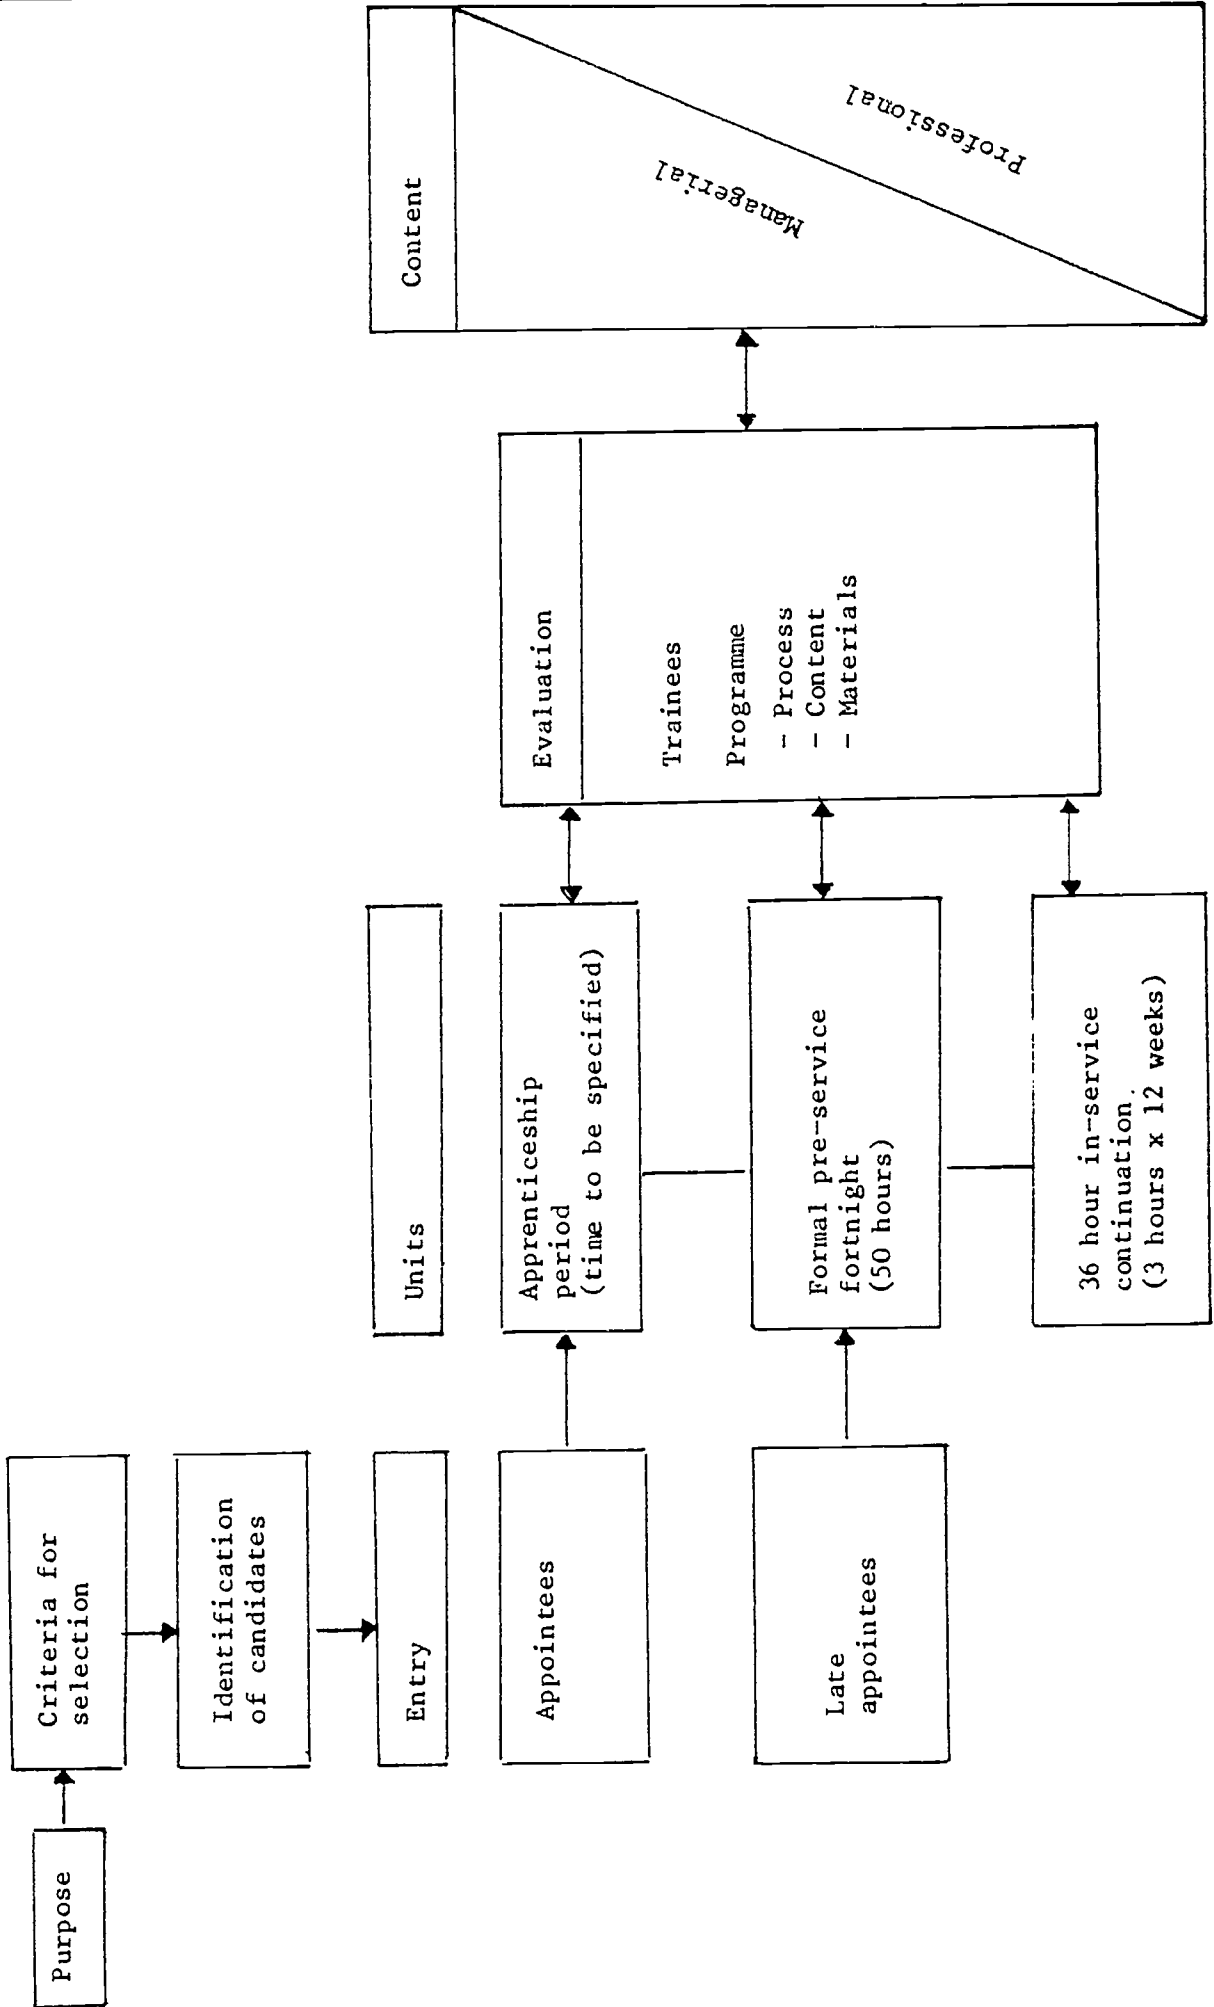 Purpose
Criteria for
selection
Identification
of candidates
Entry
Appointees
Late
appointees
Units
Apprenticeship
period
(time to be specified)
Formal pre-service
fortnight
(50 hours)
36 hour in-service
continuation.
(3 hours x 12 weeks)
Evaluation
Trainees
Programme
- Process
- Content
- Materials
Content
Managerial
Professional